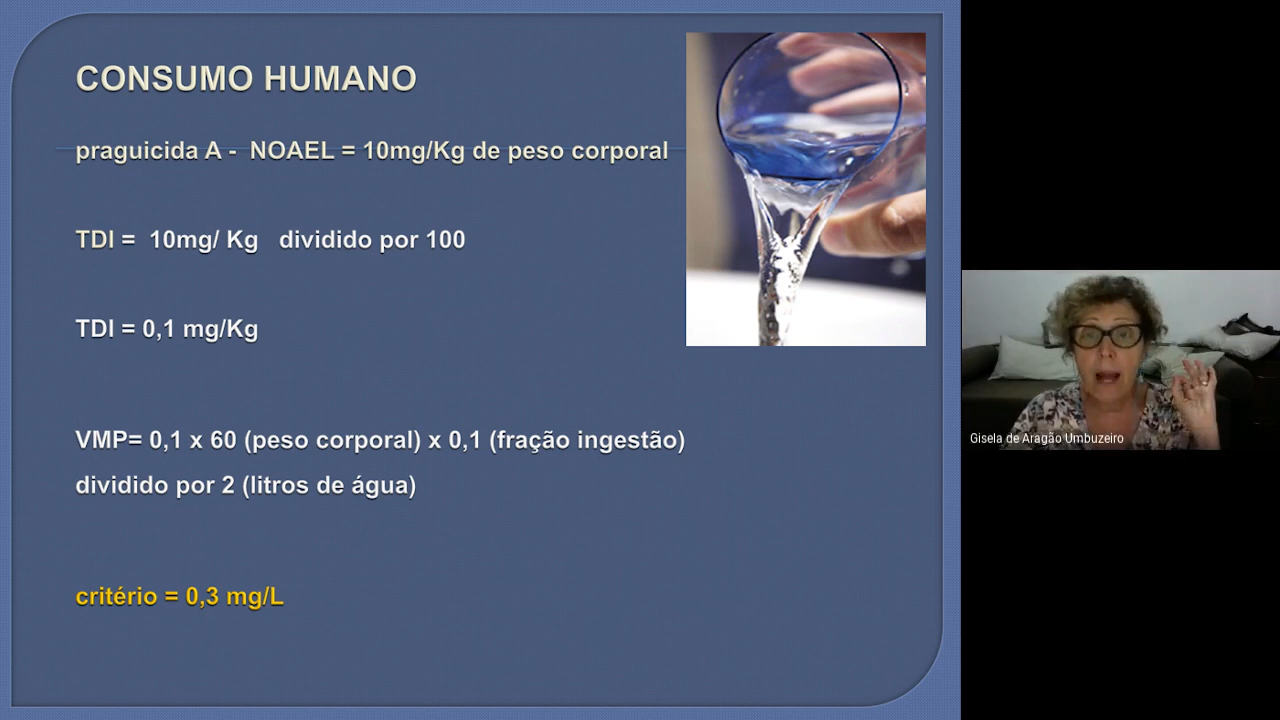 CONSUMO HUMANO
praguicida A - NOAEL = 10mg/Kg de peso corporal
TDI = 10mg/ Kg dividido por 100
TDI = 0,1 mg/Kg
VMP= 0,1 x 60 (peso corporal) x 0,1 (fração ingestão)
dividido por 2 (litros de água)
critério = 0,3 mg/L
Gisela de Aragão Umbuzeiro